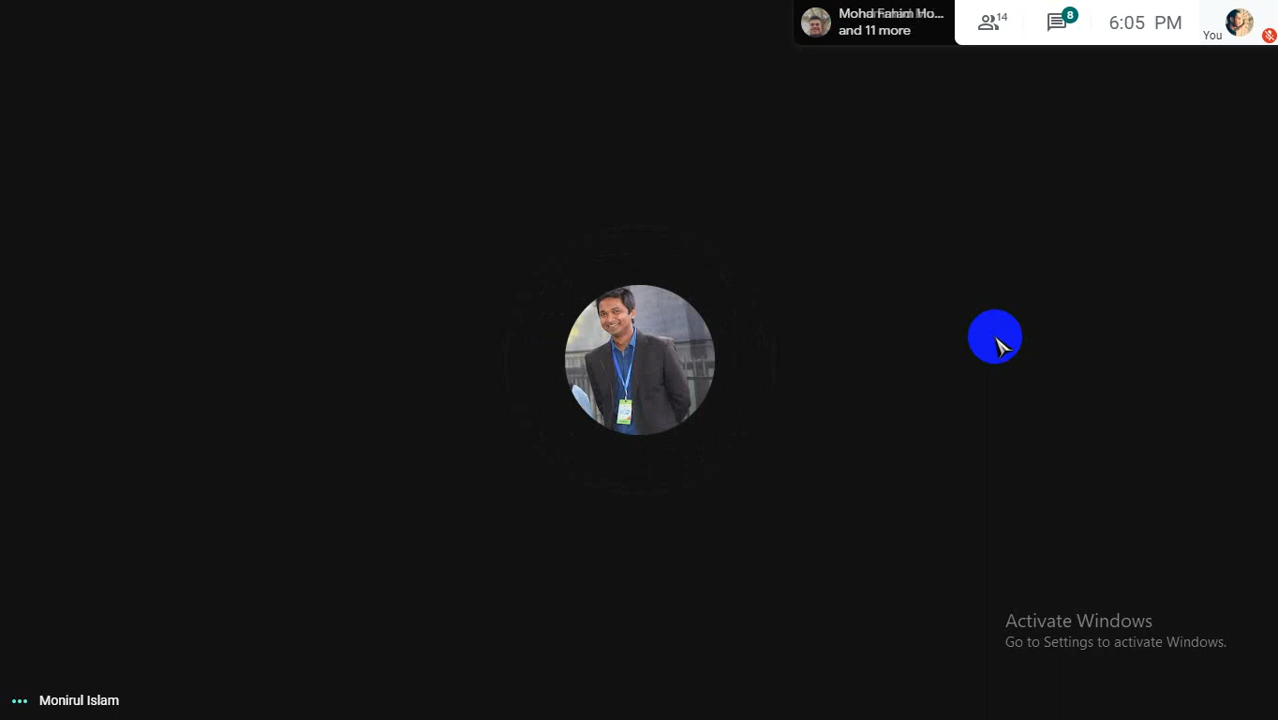 Mohd Fahim Hu...
and 11 more
14
8
6:05 PM
You
Activate Windows
Go to Settings to activate Windows.
Monirul Islam